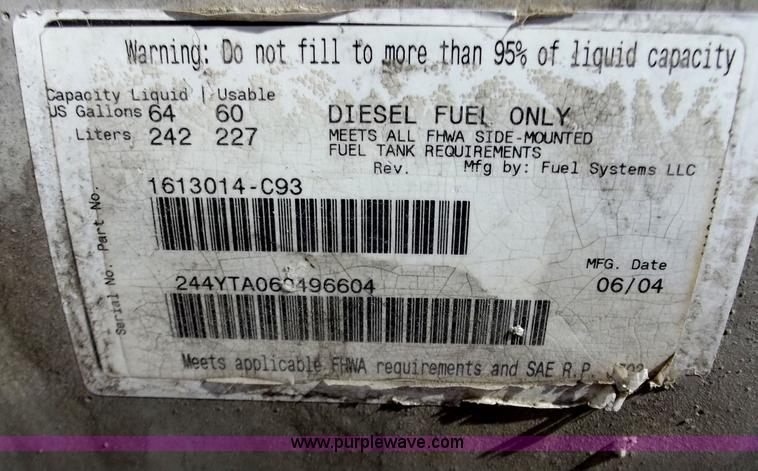 Warning: Do not fill to more than 95% of liquid capacity
Capacity Liquid | Usable
US Gallons 64 60
Liters 242 227
DIESEL FUEL ONLY
MEETS ALL FHWA SIDE-MOUNTED
FUEL TANK REQUIREMENTS
Rev. Mfg by: Fuel Systems LLC
Part No.
1613014-C93
Serial No.
MFG. Date
06/04
Meets applicable FHWA requirements and SAE R.P.
www.purplewave.com